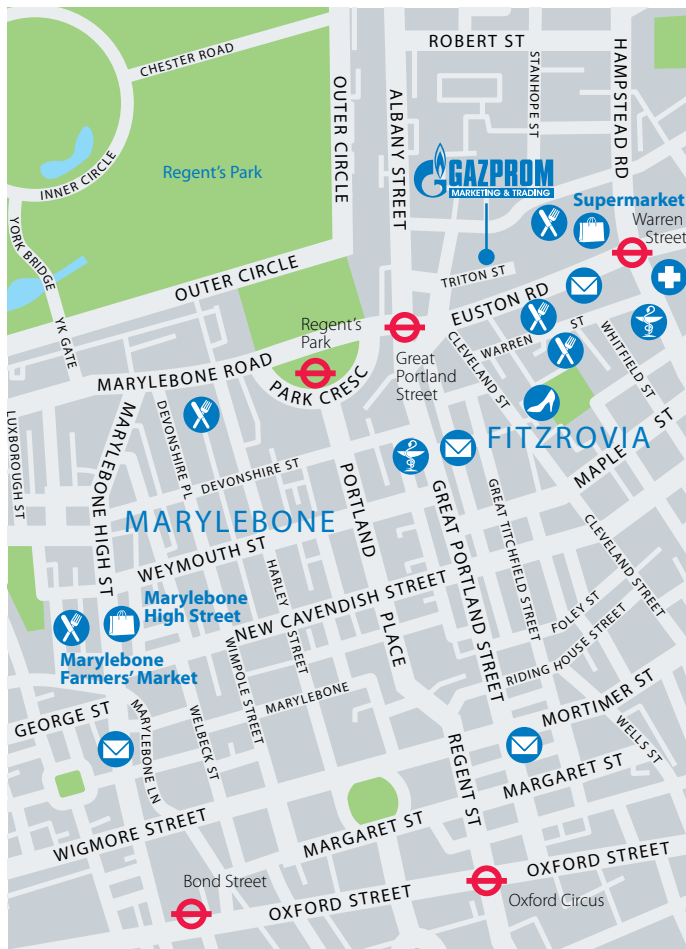 ROBERT ST
CHESTER ROAD
STANHOPE ST
HAMPSTEAD RD
OUTER CIRCLE
ALBANY STREET
Regent's Park
INNER CIRCLE
GAZPROM
MARKETING & TRADING
Supermarket
Warren
Street
YORK BRIDGE
OUTER CIRCLE
TRITON ST
EUSTON RD
YK GATE
Regent's
Park
Great
Portland
Street
WARREN ST
WHITFIELD ST
CLEVELAND ST
MARYLEBONE ROAD
PARK CRESC
LUXBOROUGH ST
MARYLEBONE HIGH ST
DEVONSHIRE PL
DEVONSHIRE ST
FITZROVIA
MAPLE ST
MARYLEBONE
PORTLAND
PLACE
GREAT PORTLAND STREET
GREAT TITCHFIELD STREET
CLEVELAND STREET
WEYMOUTH ST
HARLEY STREET
NEW CAVENDISH STREET
Marylebone
High Street
FOLEY ST
RIDING HOUSE STREET
Marylebone
Farmers' Market
WIMPOLE STREET
MARYLEBONE
GEORGE ST
MARYLEBONE LN
WELBECK ST
MORTIMER ST
WELLS ST
REGENT ST
MARGARET ST
WIGMORE STREET
MARGARET ST
Bond Street
OXFORD STREET
OXFORD STREET
Oxford Circus